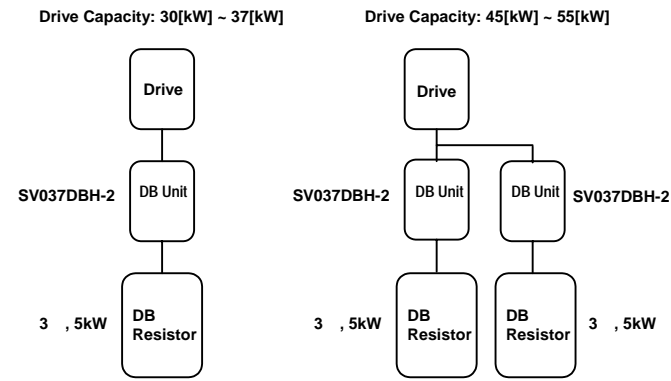 Drive Capacity: 30[kW] ~ 37[kW]
Drive
SV037DBH-2
DB Unit
3 , 5kW
DB
Resistor
Drive Capacity: 45[kW] ~ 55[kW]
Drive
SV037DBH-2
DB Unit
DB Unit
SV037DBH-2
3 , 5kW
DB
Resistor
DB
Resistor
3 , 5kW